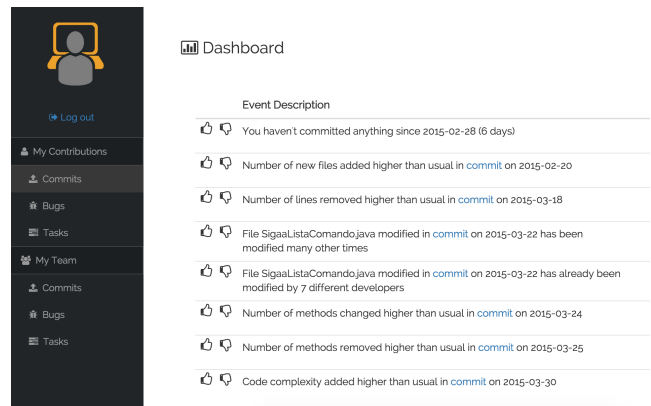 Log out
My Contributions
Commits
Bugs
Tasks
My Team
Commits
Bugs
Tasks
Dashboard
Event Description
You haven't committed anything since 2015-02-28 (6 days)
Number of new files added higher than usual in commit on 2015-02-20
Number of lines removed higher than usual in commit on 2015-03-18
File SigaaListaComando.java modified in commit on 2015-03-22 has been
modified many other times
File SigaaListaComando.java modified in commit on 2015-03-22 has already been
modified by 7 different developers
Number of methods changed higher than usual in commit on 2015-03-24
Number of methods removed higher than usual in commit on 2015-03-25
Code complexity added higher than usual in commit on 2015-03-30